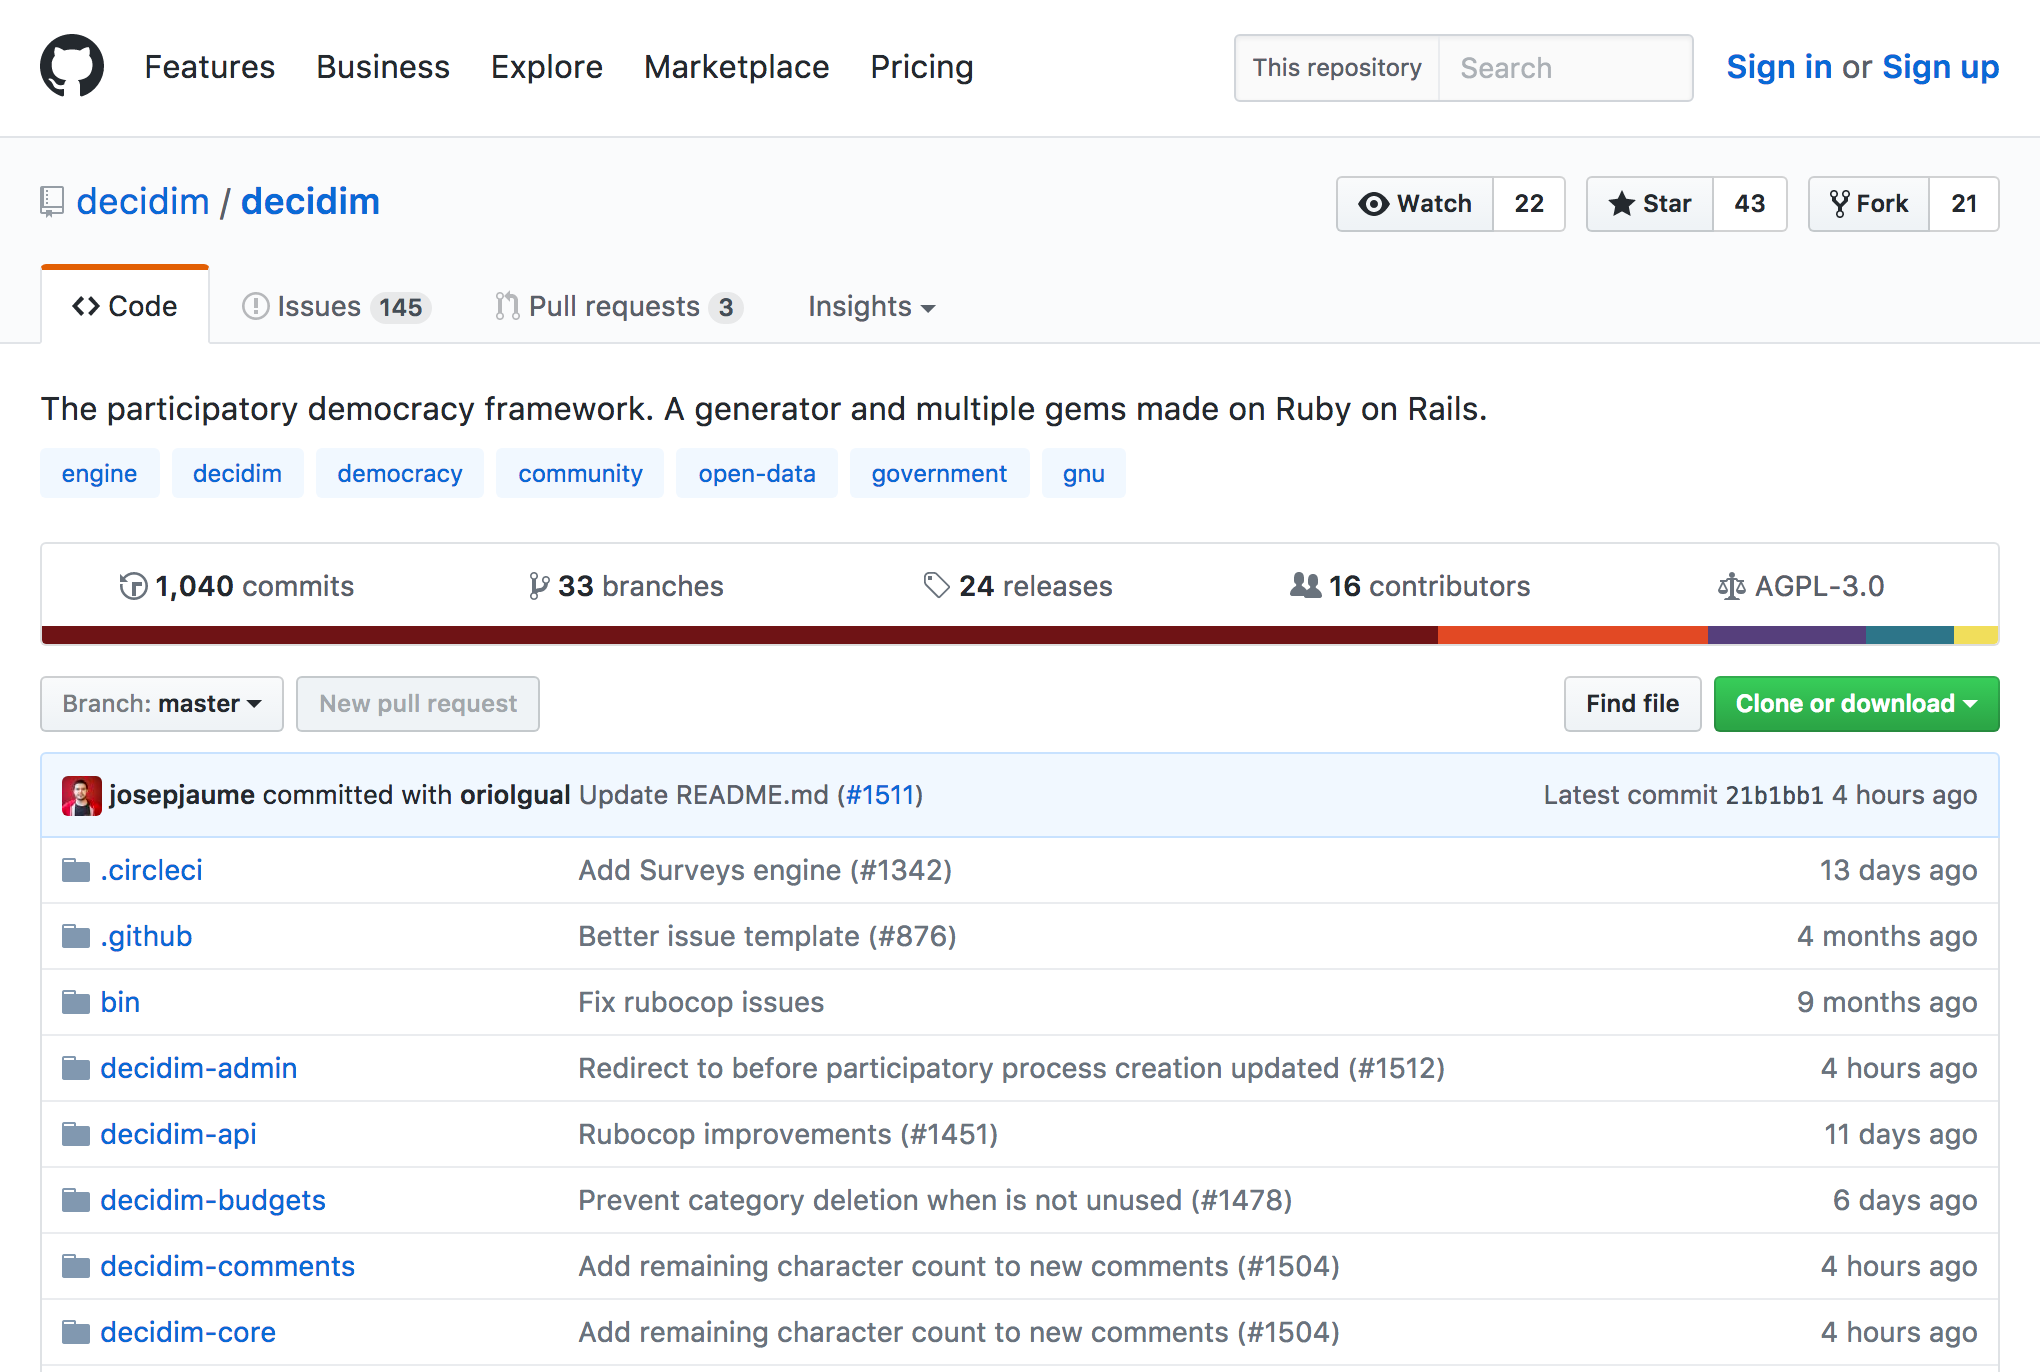 Features Business Explore Marketplace Pricing This repository Search Sign in or Sign up
decidim / decidim Watch 22 Star 43 Fork 21
Code Issues 145 Pull requests 3 Insights
The participatory democracy framework. A generator and multiple gems made on Ruby on Rails.
engine decidim democracy community open-data government gnu
1,040 commits 33 branches 24 releases 16 contributors AGPL-3.0
Branch: master New pull request Find file Clone or download
josepjaume committed with oriolgual Update README.md (#1511) Latest commit 21b1bb1 4 hours ago
.circleci Add Surveys engine (#1342) 13 days ago
.github Better issue template (#876) 4 months ago
bin Fix rubocop issues 9 months ago
decidim-admin Redirect to before participatory process creation updated (#1512) 4 hours ago
decidim-api Rubocop improvements (#1451) 11 days ago
decidim-budgets Prevent category deletion when is not unused (#1478) 6 days ago
decidim-comments Add remaining character count to new comments (#1504) 4 hours ago
decidim-core Add remaining character count to new comments (#1504) 4 hours ago